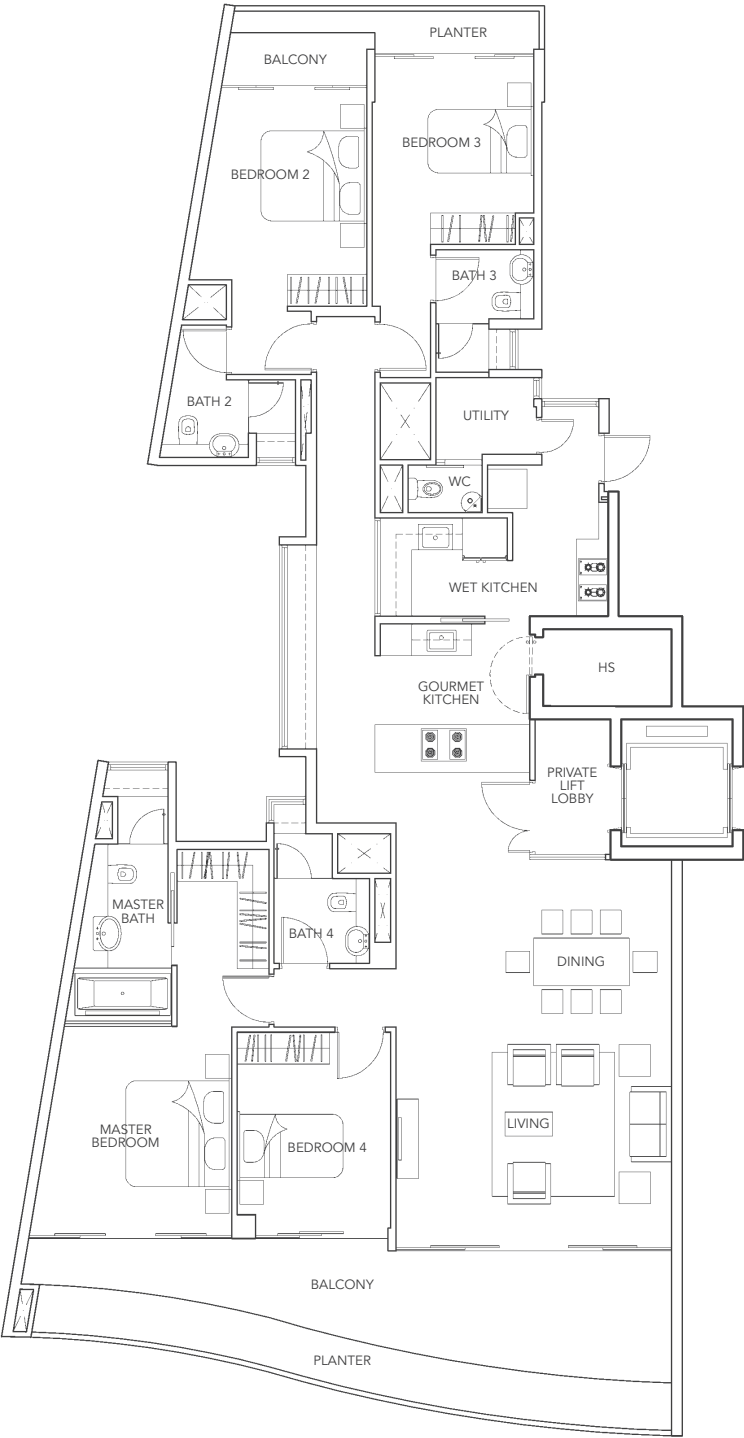 PLANTER
BALCONY
BEDROOM 3
BEDROOM 2
BATH 3
BATH 2
UTILITY
WC
WET KITCHEN
HS
GOURMET
KITCHEN
PRIVATE
LIFT
LOBBY
MASTER
BATH
BATH 4
DINING
LIVING
MASTER
BEDROOM
BEDROOM 4
BALCONY
PLANTER